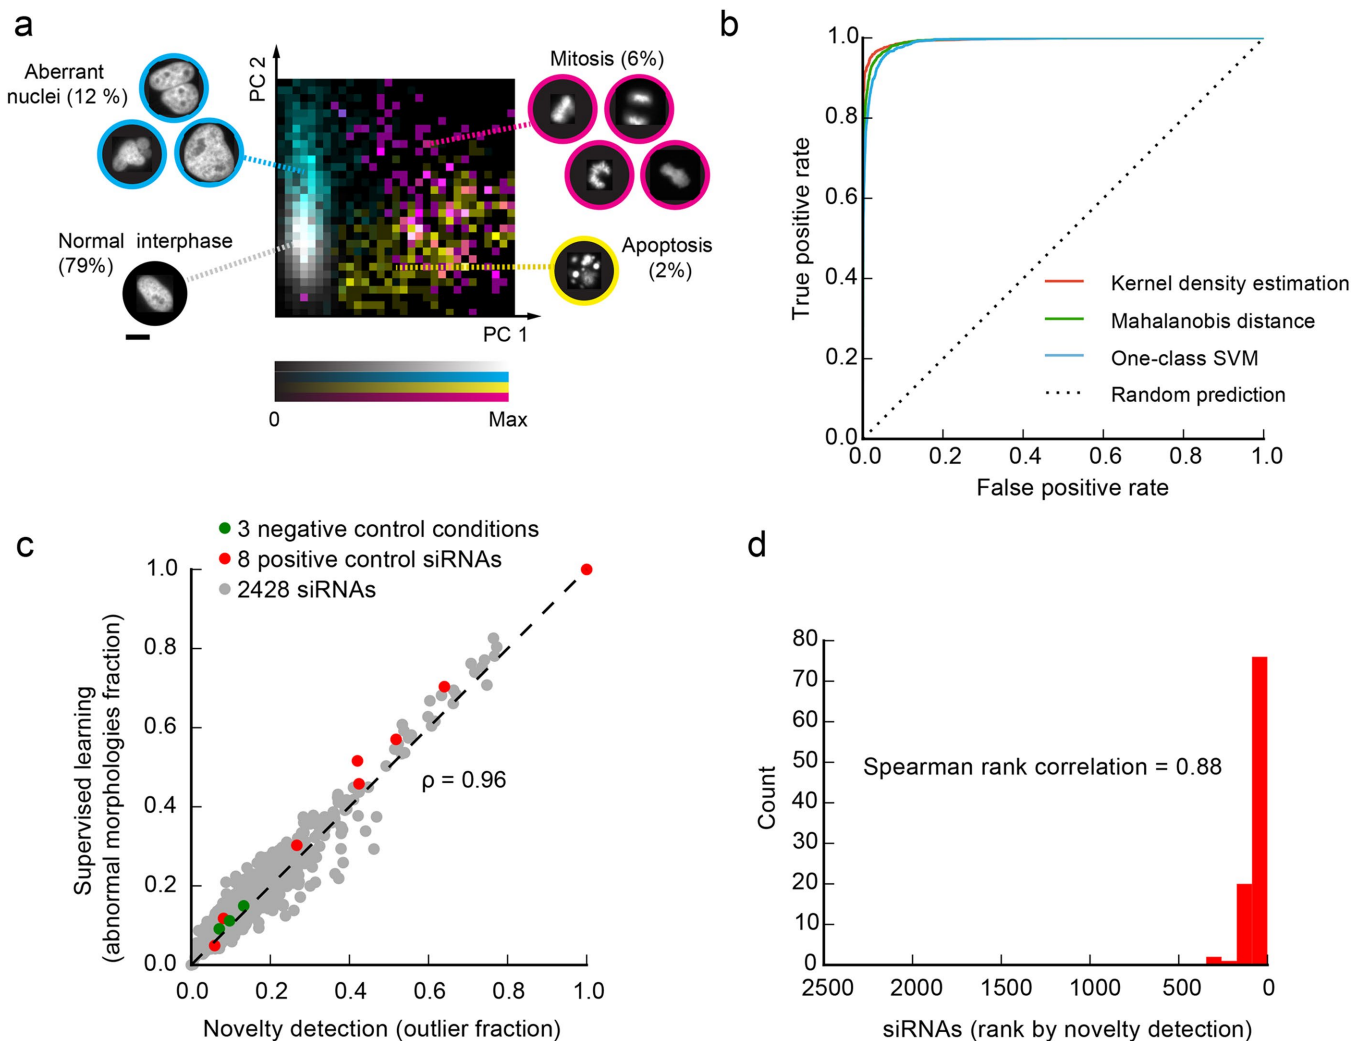 a
Aberrant
nuclei (12 %)
PC 2
Mitosis (6%)
Normal interphase
(79%)
Apoptosis
(2%)
PC 1
0 Max
b
True positive rate
1.0
0.8
0.6
0.4
0.2
0.0
Kernel density estimation
Mahalanobis distance
One-class SVM
Random prediction
0.0 0.2 0.4 0.6 0.8 1.0
False positive rate
c
3 negative control conditions
8 positive control siRNAs
2428 siRNAs
Supervised learning
(abnormal morphologies fraction)
1.0
0.8
0.6
0.4
0.2
0.0
ρ = 0.96
0.0 0.2 0.4 0.6 0.8 1.0
Novelty detection (outlier fraction)
d
Count
80
70
60
50
40
30
20
10
0
Spearman rank correlation = 0.88
2500 2000 1500 1000 500 0
siRNAs (rank by novelty detection)